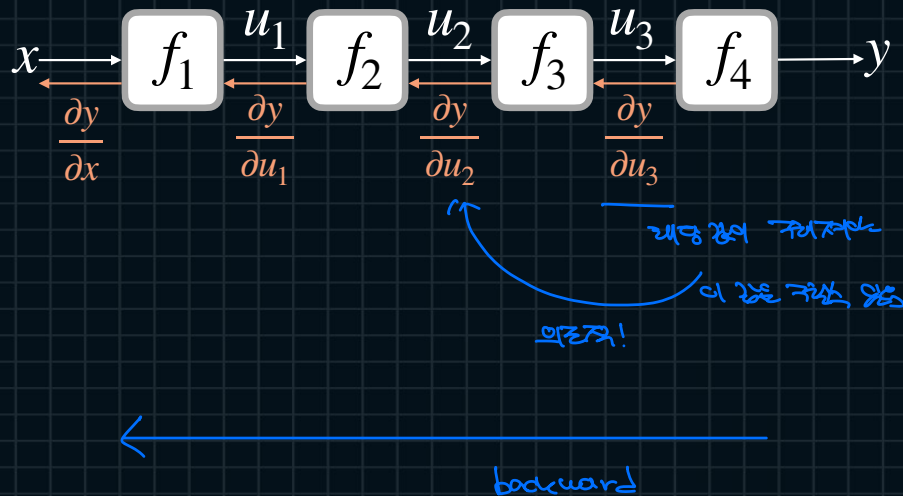 x f₁ u₁ f₂ u₂ f₃ u₃ f₄ y
∂y/∂x ∂y/∂u₁ ∂y/∂u₂ ∂y/∂u₃
해당 값이 구해져야
이 값을 구할 수 있음
의존적!
backward